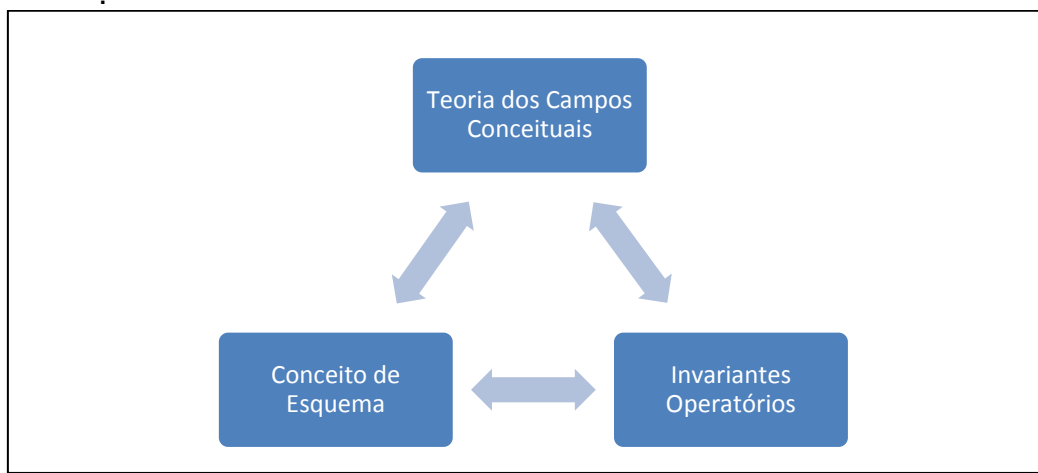 Teoria dos Campos
Conceituais
Conceito de
Esquema
Invariantes
Operatórios